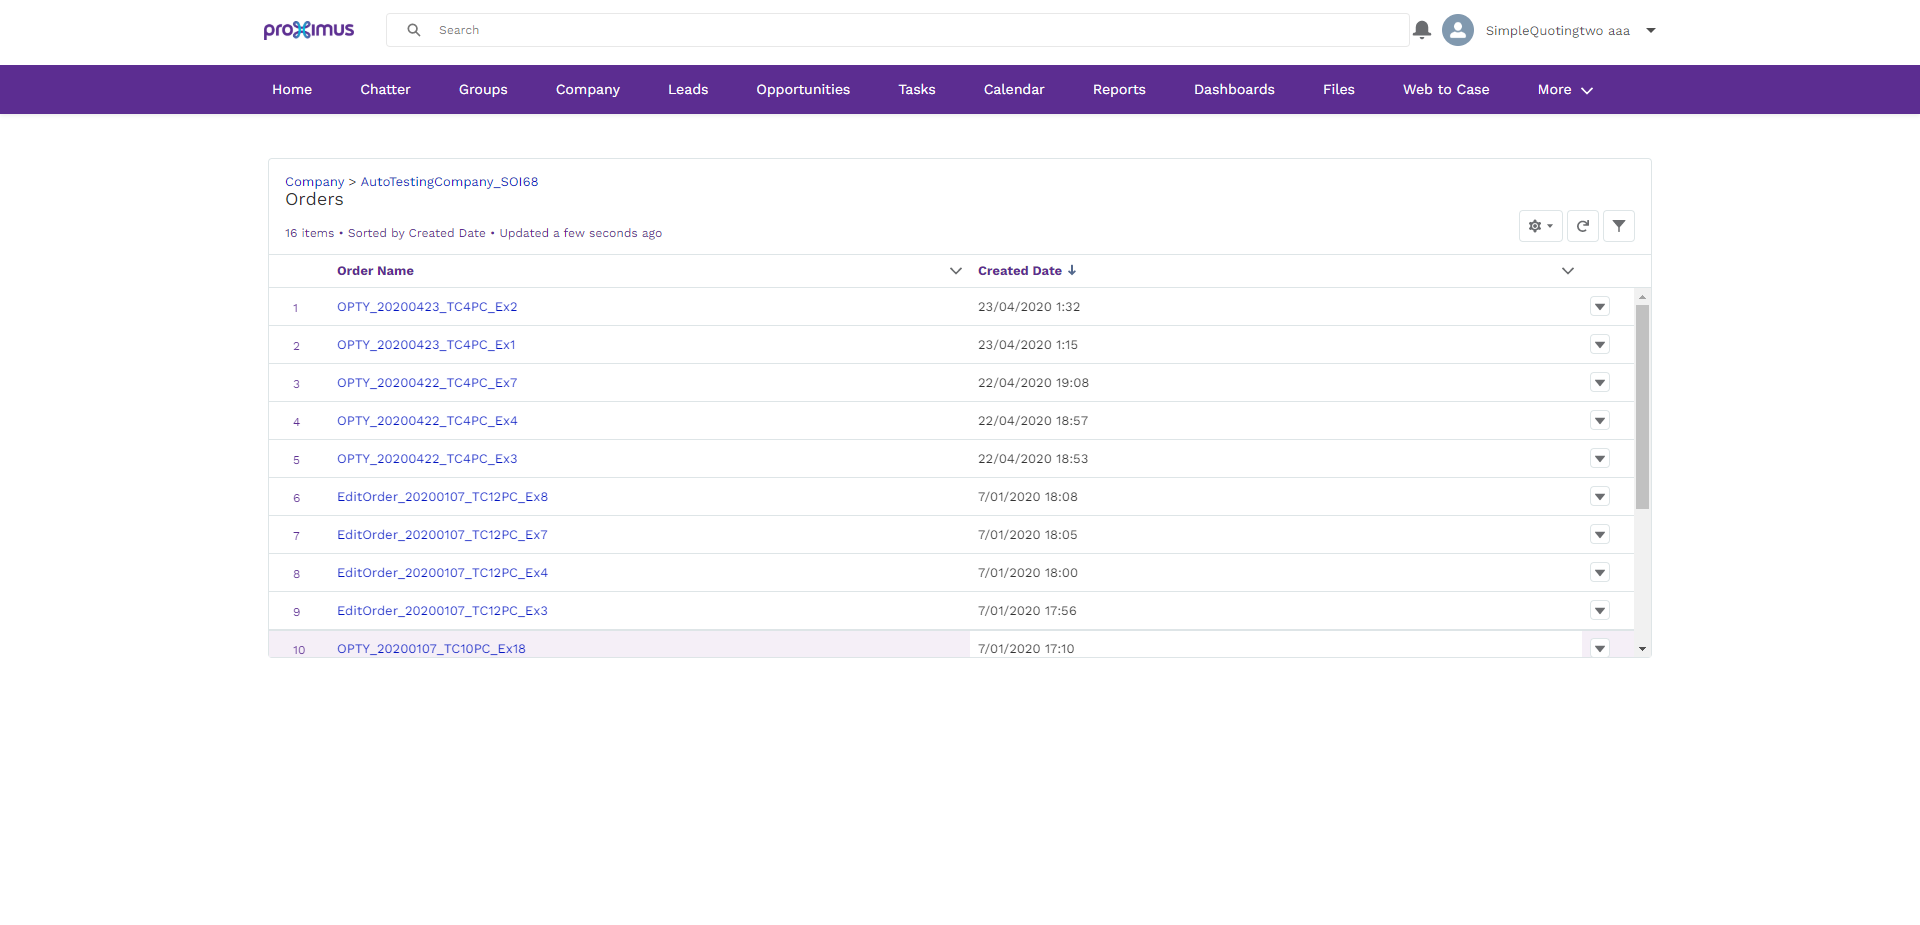 proximus
Search
SimpleQuotingtwo aaa
Home Chatter Groups Company Leads Opportunities Tasks Calendar Reports Dashboards Files Web to Case More
Company > AutoTestingCompany_SOI68
Orders
16 items • Sorted by Created Date • Updated a few seconds ago
Order Name Created Date
1 OPTY_20200423_TC4PC_Ex2 23/04/2020 1:32
2 OPTY_20200423_TC4PC_Ex1 23/04/2020 1:15
3 OPTY_20200422_TC4PC_Ex7 22/04/2020 19:08
4 OPTY_20200422_TC4PC_Ex4 22/04/2020 18:57
5 OPTY_20200422_TC4PC_Ex3 22/04/2020 18:53
6 EditOrder_20200107_TC12PC_Ex8 7/01/2020 18:08
7 EditOrder_20200107_TC12PC_Ex7 7/01/2020 18:05
8 EditOrder_20200107_TC12PC_Ex4 7/01/2020 18:00
9 EditOrder_20200107_TC12PC_Ex3 7/01/2020 17:56
10 OPTY_20200107_TC10PC_Ex18 7/01/2020 17:10